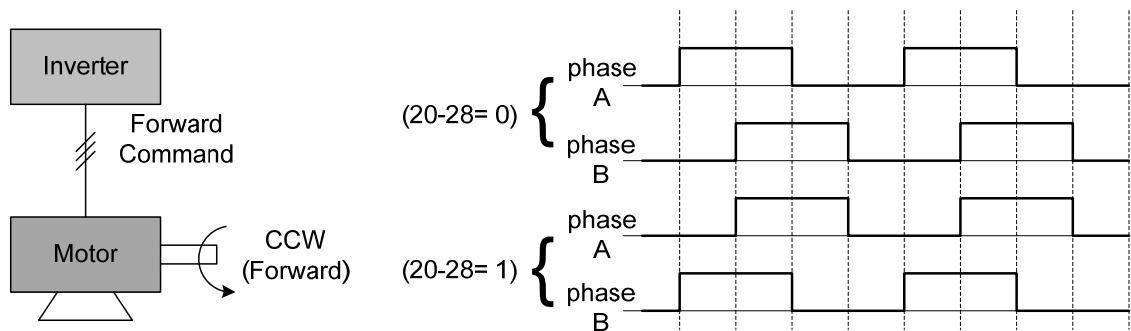 Inverter
Forward
Command
Motor
CCW
(Forward)
(20-28= 0)
phase
A
phase
B
(20-28= 1)
phase
A
phase
B